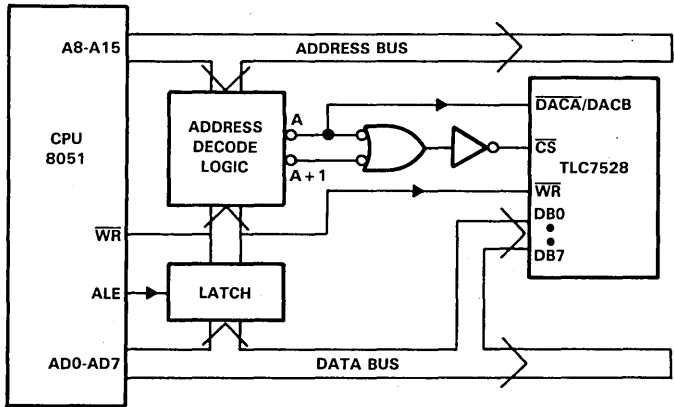 A8-A15
ADDRESS BUS
CPU
8051
ADDRESS
DECODE
LOGIC
A
A + 1
DACA/DACB
CS
TLC7528
WR
DB0
DB7
WR
ALE
LATCH
AD0-AD7
DATA BUS